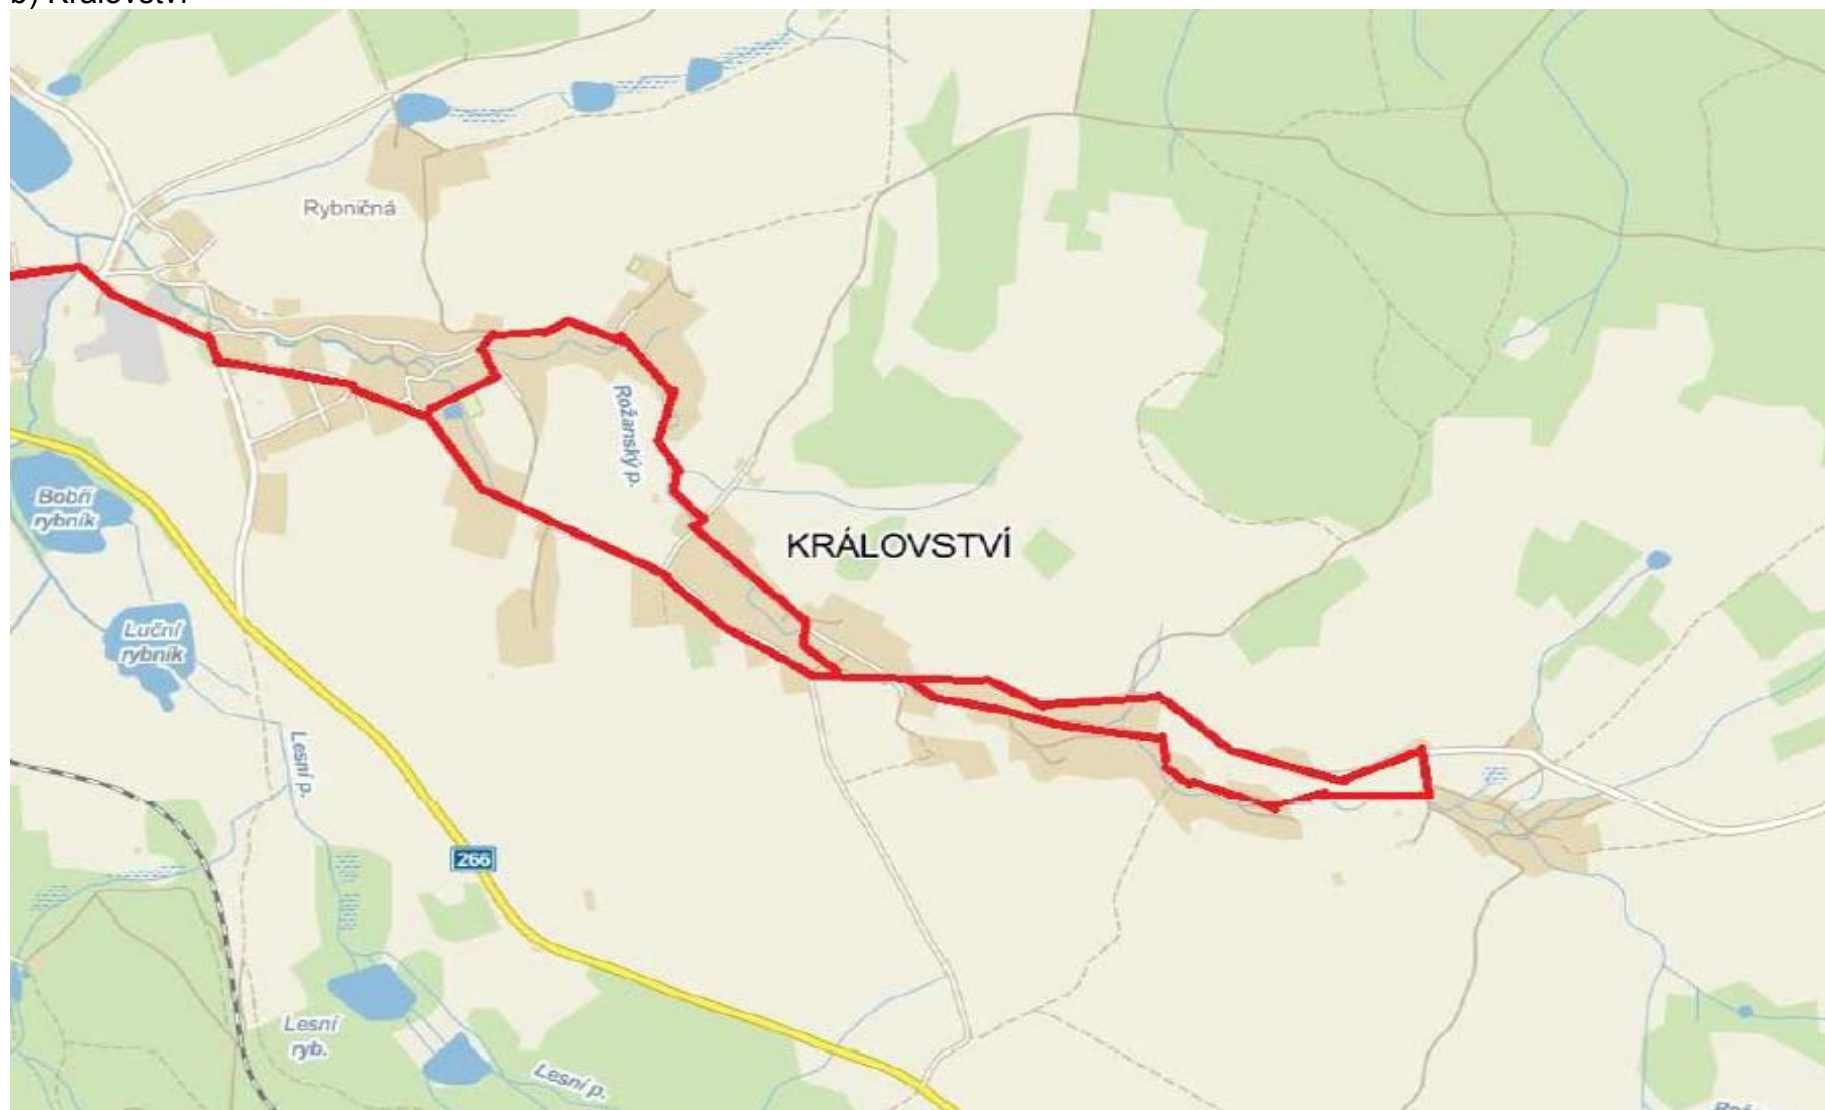 b) Království
Rybničná
Rožanský p.
Bobří
rybník
KRÁLOVSTVÍ
Luční
rybník
Lesní p.
266
Lesní
ryb.
Lesní p.